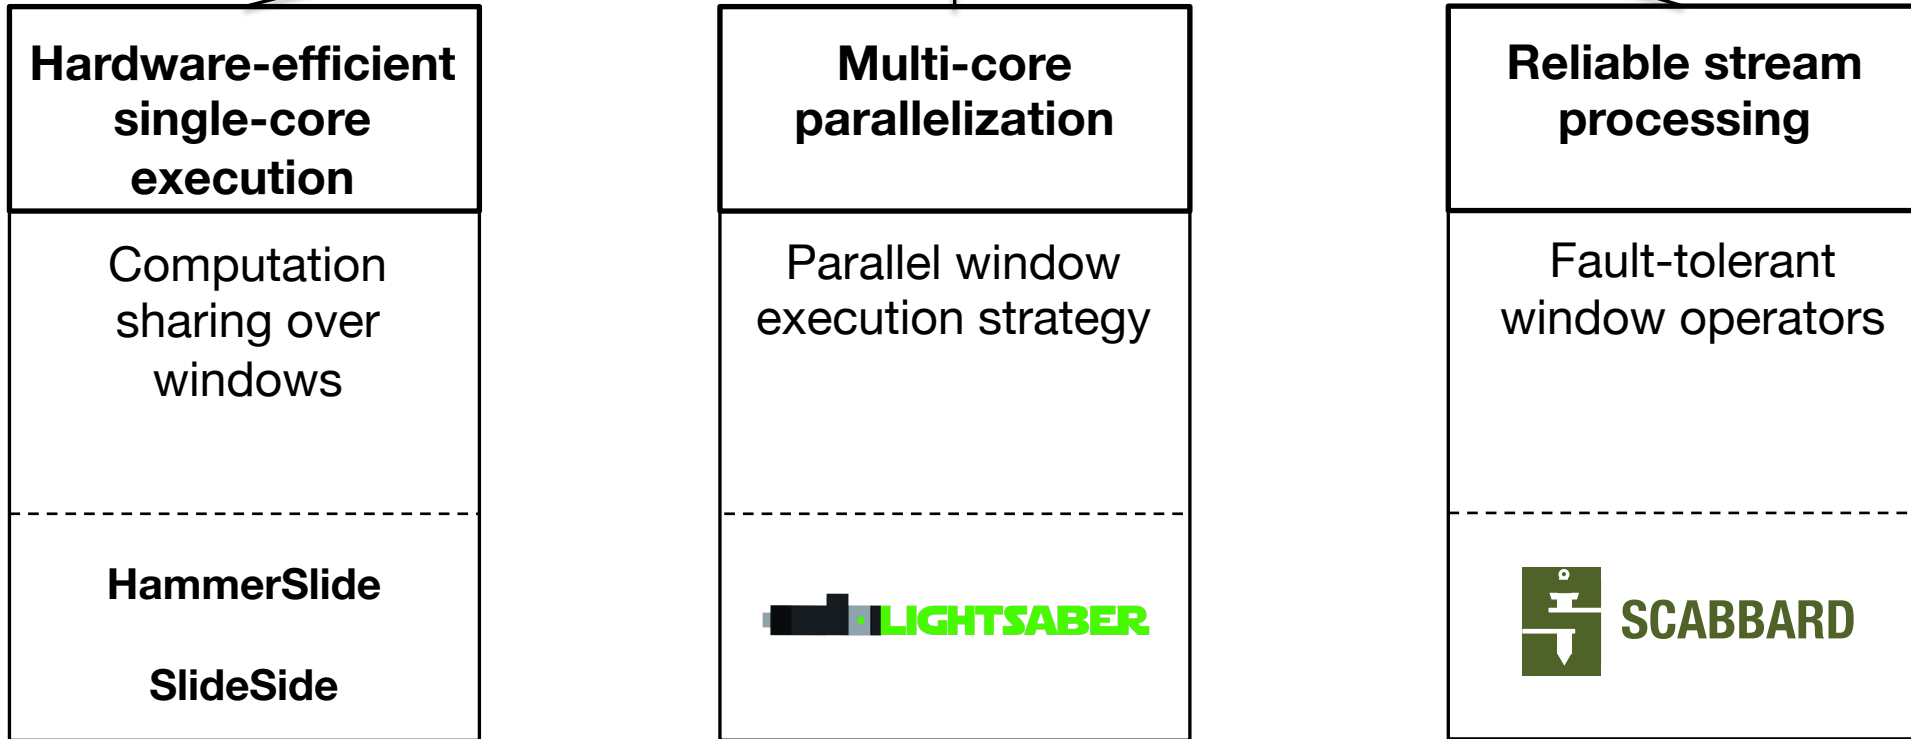 Hardware-efficient
single-core
execution
Computation
sharing over
windows
HammerSlide
SlideSide
Multi-core
parallelization
Parallel window
execution strategy
LIGHTSABER
Reliable stream
processing
Fault-tolerant
window operators
SCABBARD